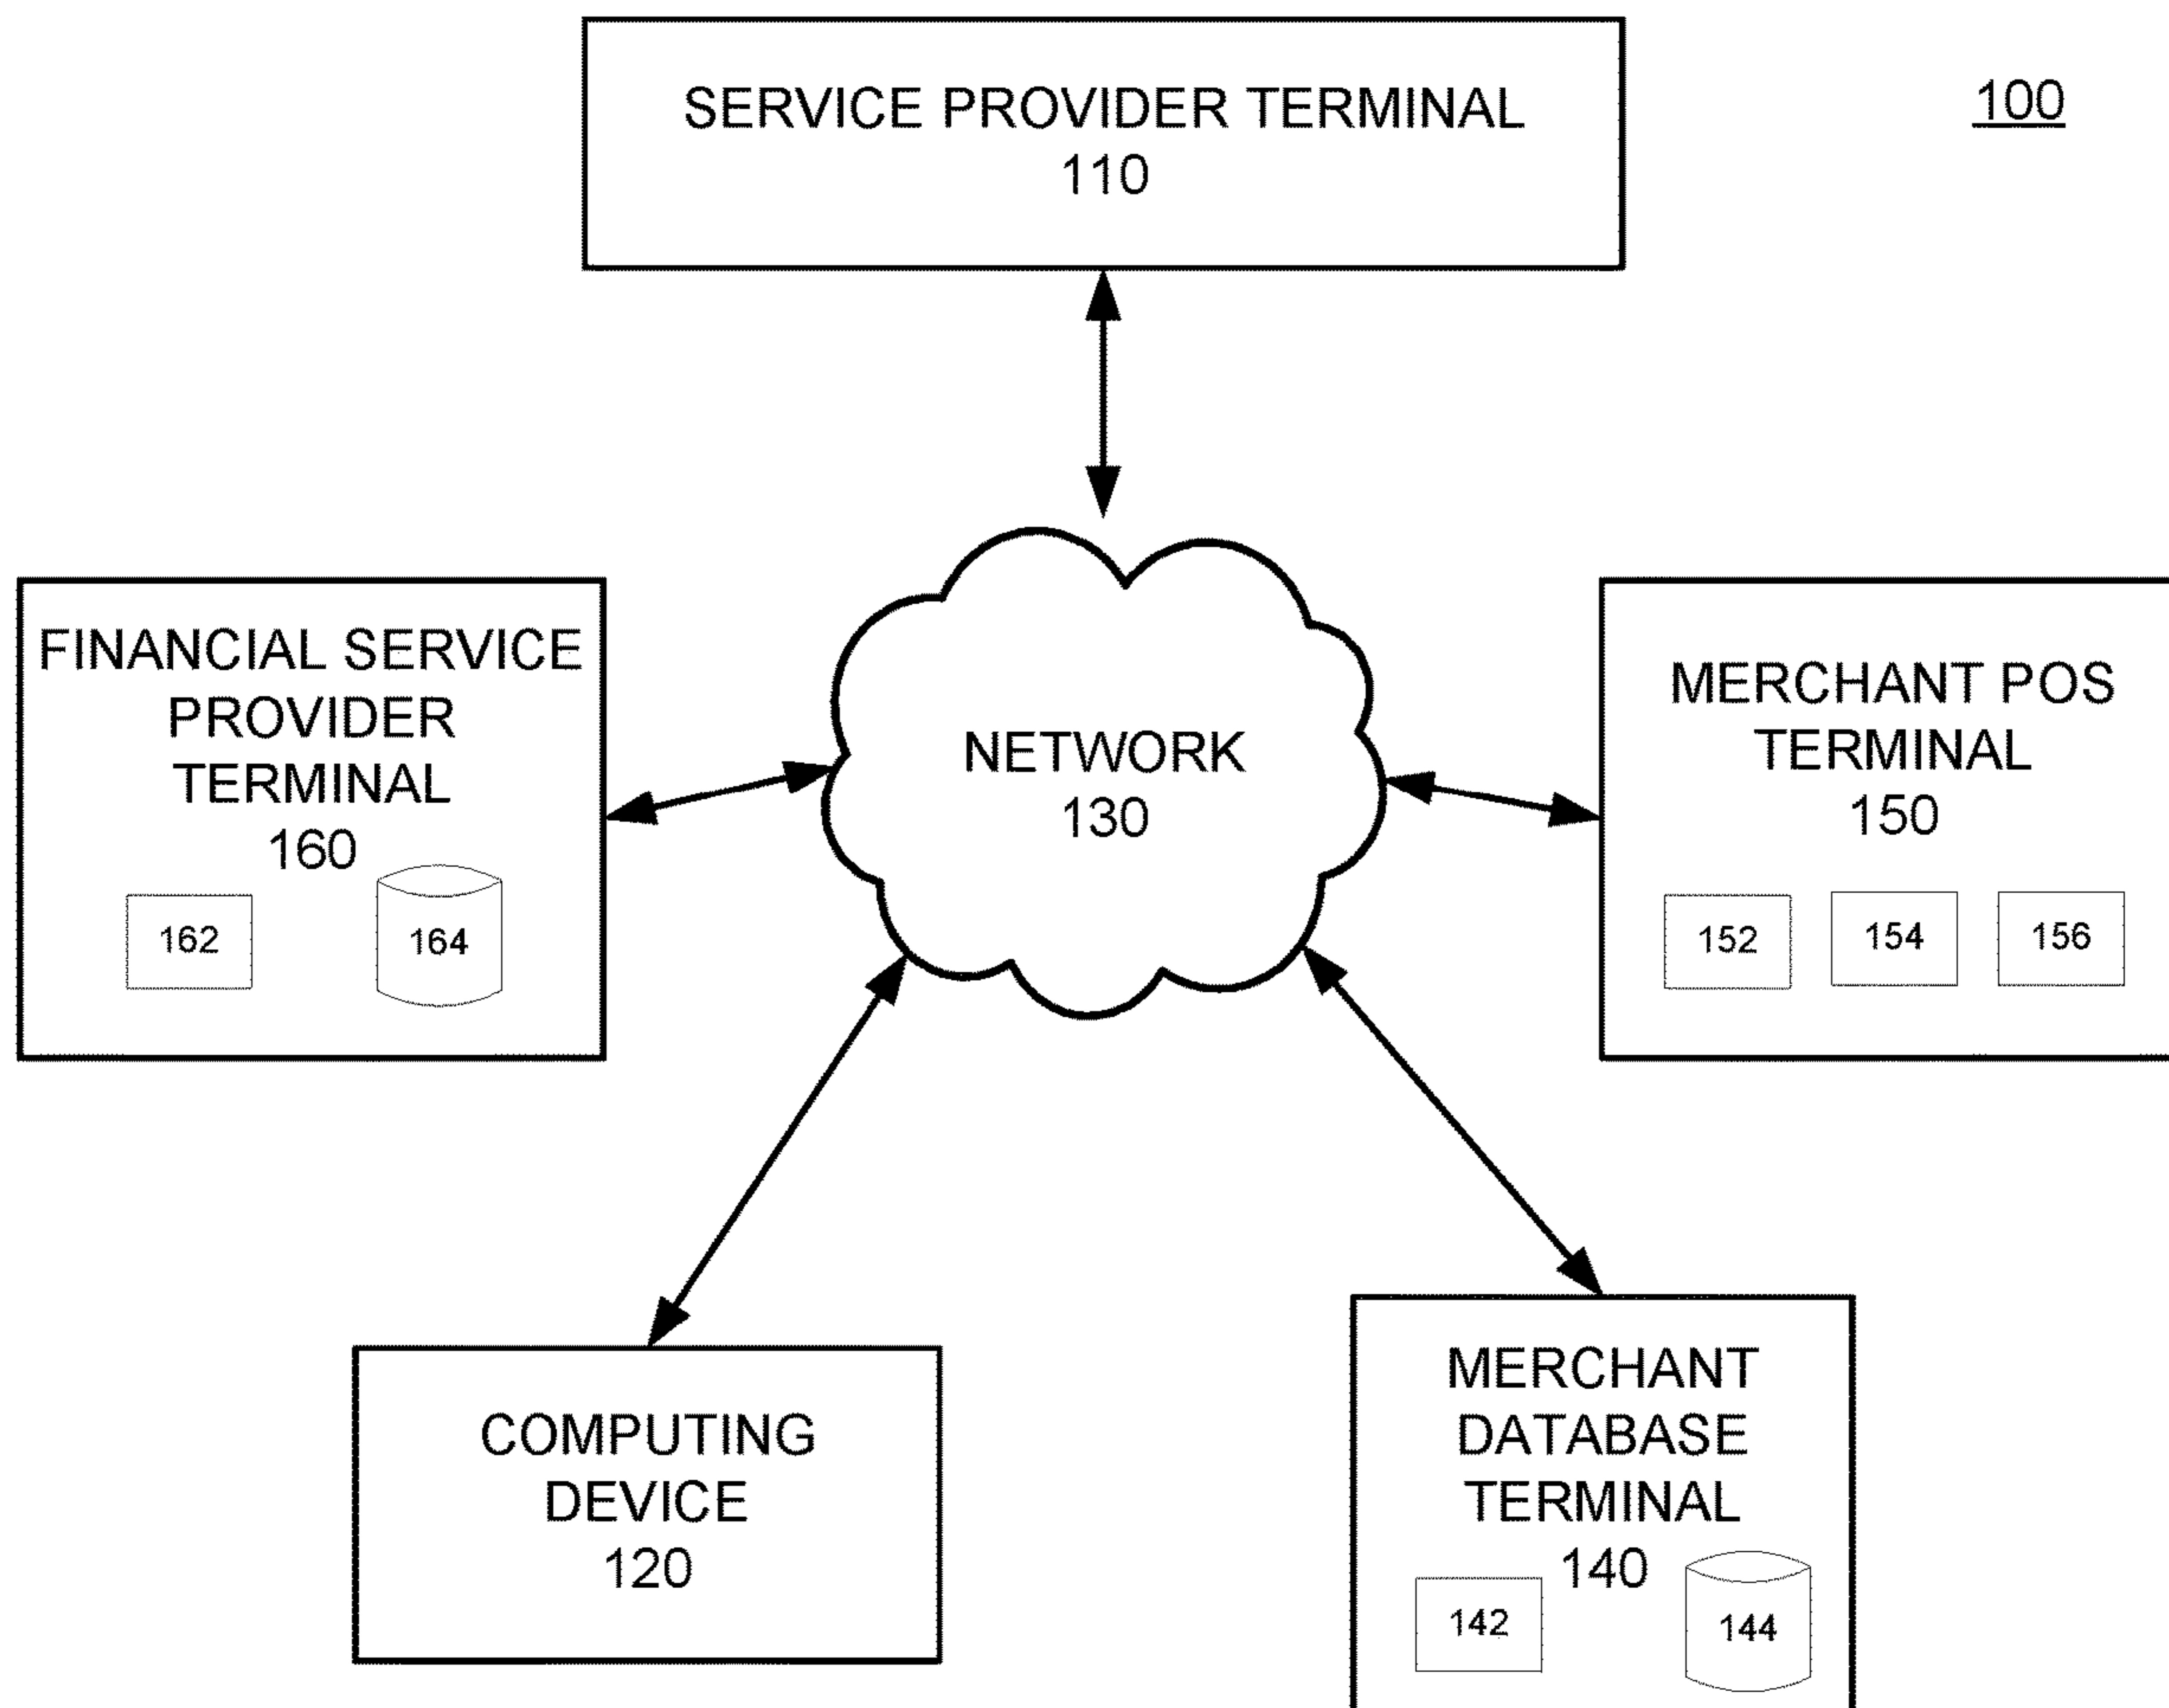 SERVICE PROVIDER TERMINAL
110
100
FINANCIAL SERVICE
PROVIDER
TERMINAL
160
162
164
NETWORK
130
MERCHANT POS
TERMINAL
150
152
154
156
COMPUTING
DEVICE
120
MERCHANT
DATABASE
TERMINAL
140
142
144